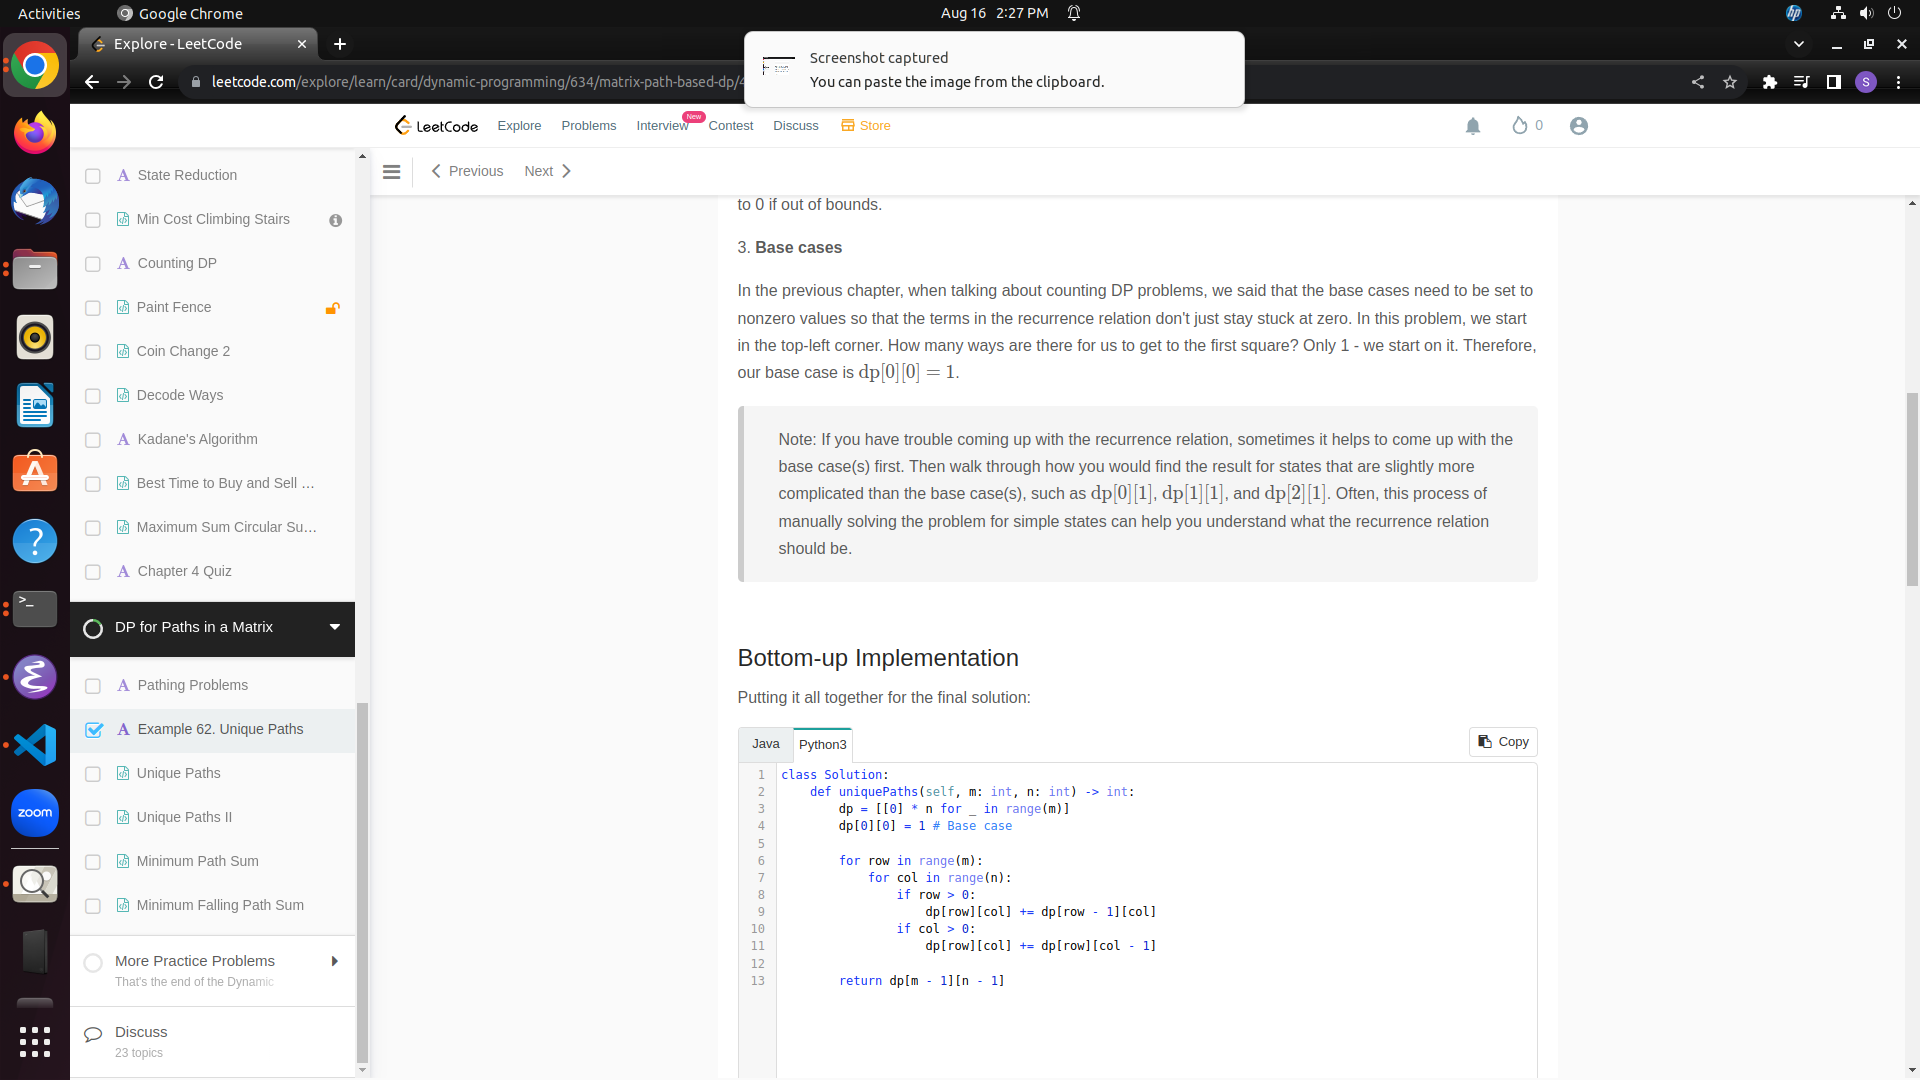 Activities
Google Chrome
Aug 16 2:27 PM
hp
Explore - LeetCode
leetcode.com/explore/learn/card/dynamic-programming/634/matrix-path-based-dp/4
S
Screenshot captured
You can paste the image from the clipboard.
LeetCode
Explore
Problems
Interview
New
Contest
Discuss
Store
0
Previous
Next
A State Reduction
Min Cost Climbing Stairs
A Counting DP
Paint Fence
Coin Change 2
Decode Ways
A Kadane's Algorithm
Best Time to Buy and Sell ...
Maximum Sum Circular Su...
A Chapter 4 Quiz
DP for Paths in a Matrix
A Pathing Problems
A Example 62. Unique Paths
Unique Paths
Unique Paths II
Minimum Path Sum
Minimum Falling Path Sum
More Practice Problems
That's the end of the Dynamic
Discuss
23 topics
>_
zoom
?
to 0 if out of bounds.
3. Base cases
In the previous chapter, when talking about counting DP problems, we said that the base cases need to be set to
nonzero values so that the terms in the recurrence relation don't just stay stuck at zero. In this problem, we start
in the top-left corner. How many ways are there for us to get to the first square? Only 1 - we start on it. Therefore,
our base case is dp[0][0] = 1.
Note: If you have trouble coming up with the recurrence relation, sometimes it helps to come up with the
base case(s) first. Then walk through how you would find the result for states that are slightly more
complicated than the base case(s), such as dp[0][1], dp[1][1], and dp[2][1]. Often, this process of
manually solving the problem for simple states can help you understand what the recurrence relation
should be.
Bottom-up Implementation
Putting it all together for the final solution:
Java
Python3
Copy
1 class Solution:
2     def uniquePaths(self, m: int, n: int) -> int:
3         dp = [[0] * n for _ in range(m)]
4         dp[0][0] = 1 # Base case
5
6         for row in range(m):
7             for col in range(n):
8                 if row > 0:
9                     dp[row][col] += dp[row - 1][col]
10                 if col > 0:
11                     dp[row][col] += dp[row][col - 1]
12
13         return dp[m - 1][n - 1]